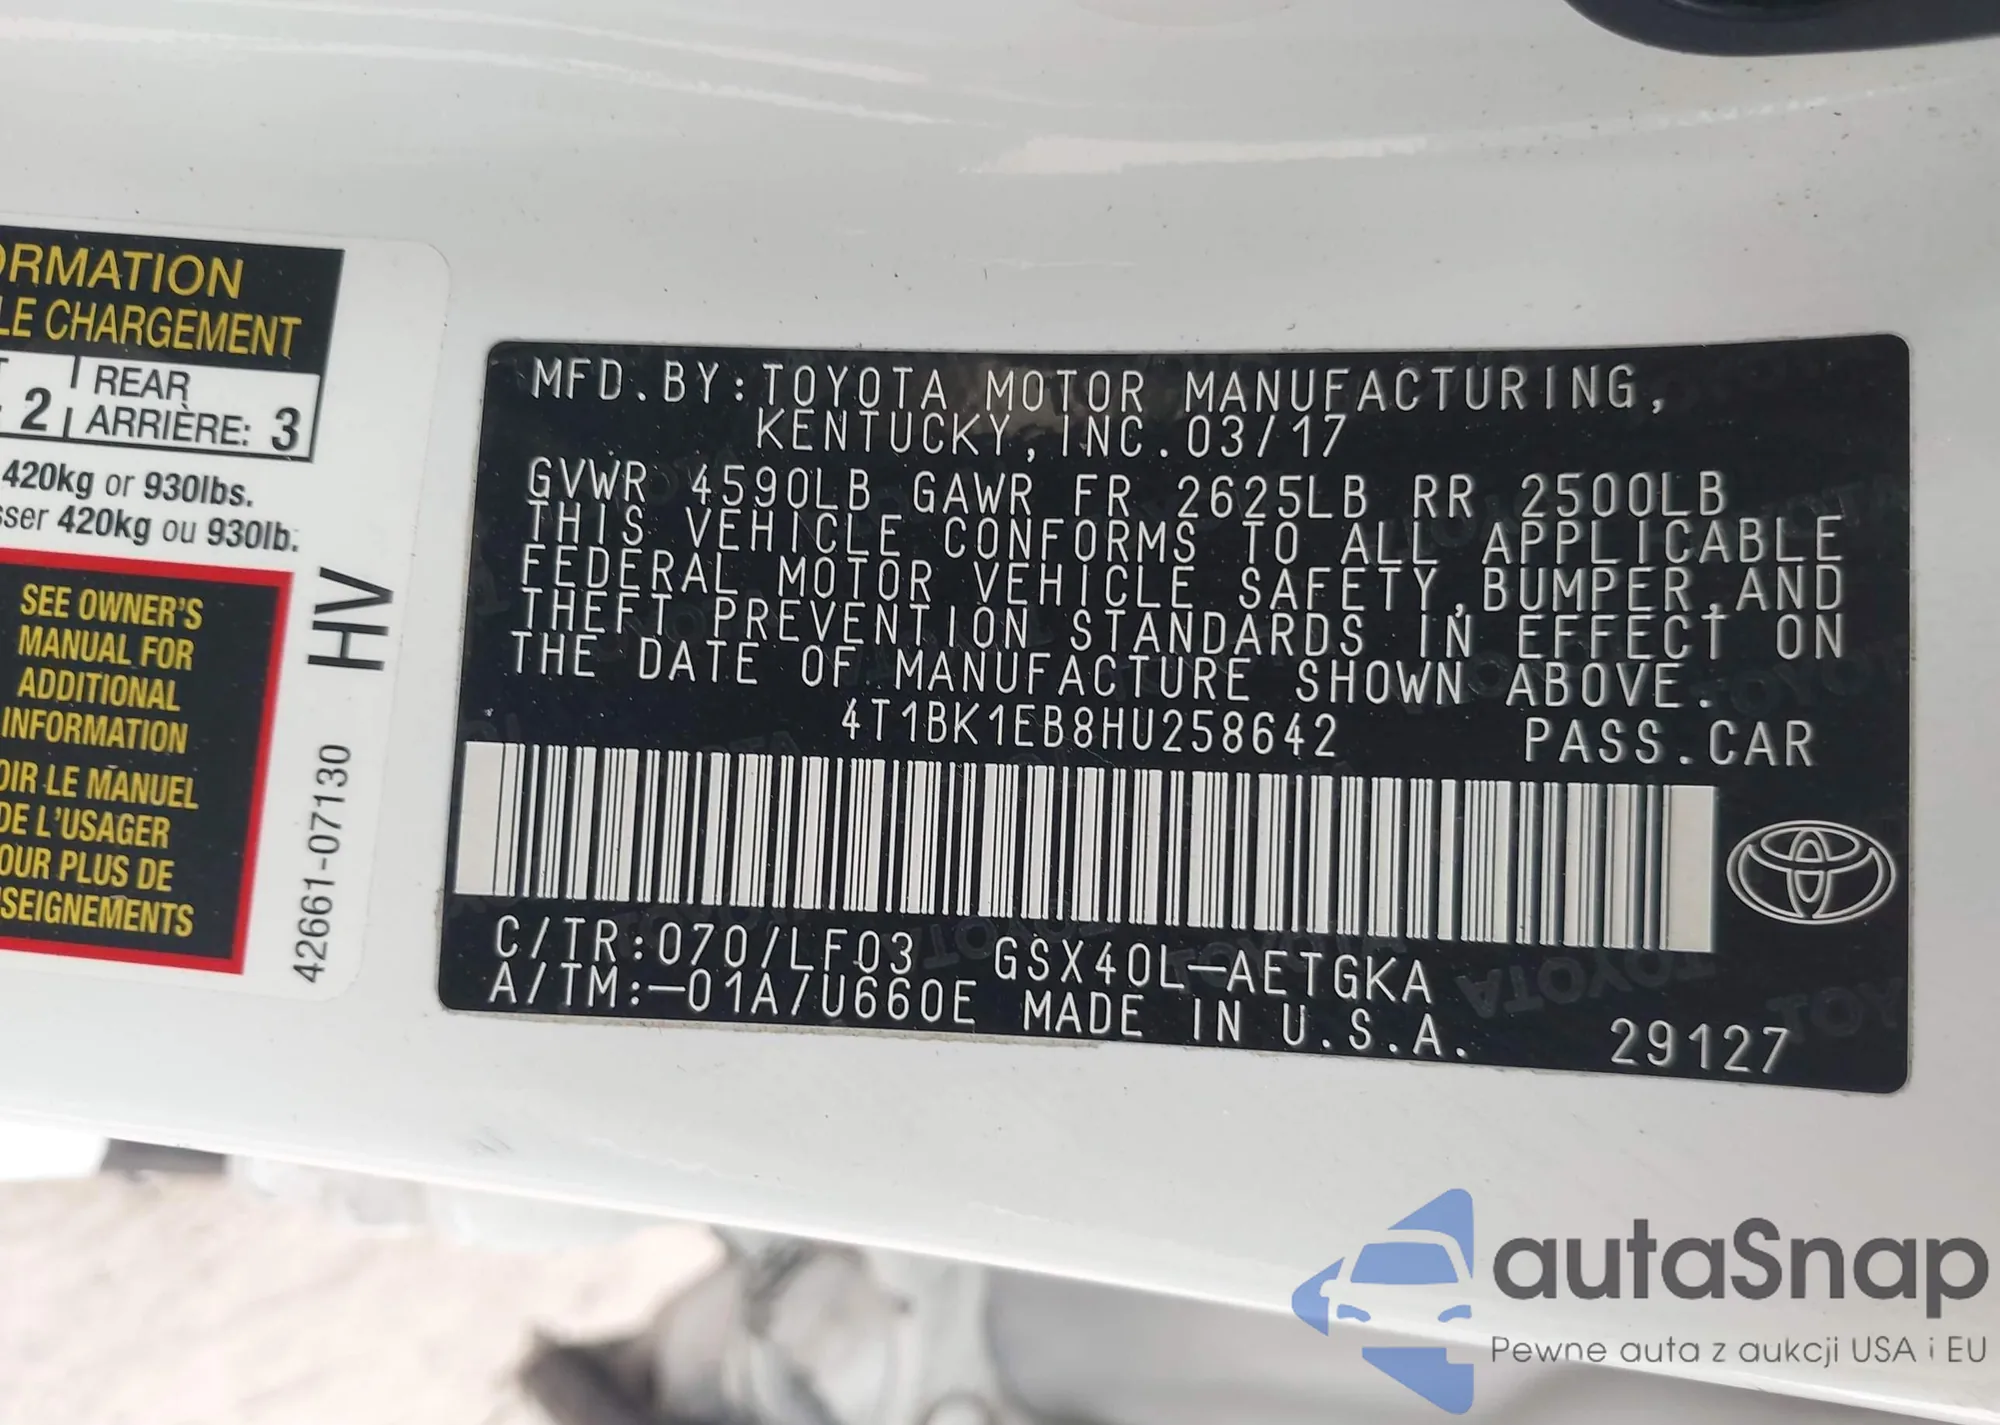 ORMATION
LE CHARGEMENT
2 REAR
ARRIÈRE: 3
420kg or 930lbs.
sser 420kg ou 930lb.
SEE OWNER'S
MANUAL FOR
ADDITIONAL
INFORMATION
OIR LE MANUEL
DE L'USAGER
OUR PLUS DE
SEIGNEMENTS
HV
42661-07130
MFD. BY: TOYOTA MOTOR MANUFACTURING,
KENTUCKY, INC. 03/17
GVWR 4590LB GAWR FR 2625LB RR 2500LB
THIS VEHICLE CONFORMS TO ALL APPLICABLE
FEDERAL MOTOR VEHICLE SAFETY, BUMPER, AND
THEFT PREVENTION STANDARDS IN EFFECT ON
THE DATE OF MANUFACTURE SHOWN ABOVE.
4T1BK1EB8HU258642 PASS.CAR
C/TR:070/LF03 GSX40L-AETGKA
A/TM:-01A/U660E MADE IN U.S.A. 29127
autaSnap
Pewne auta z aukcji USA i EU